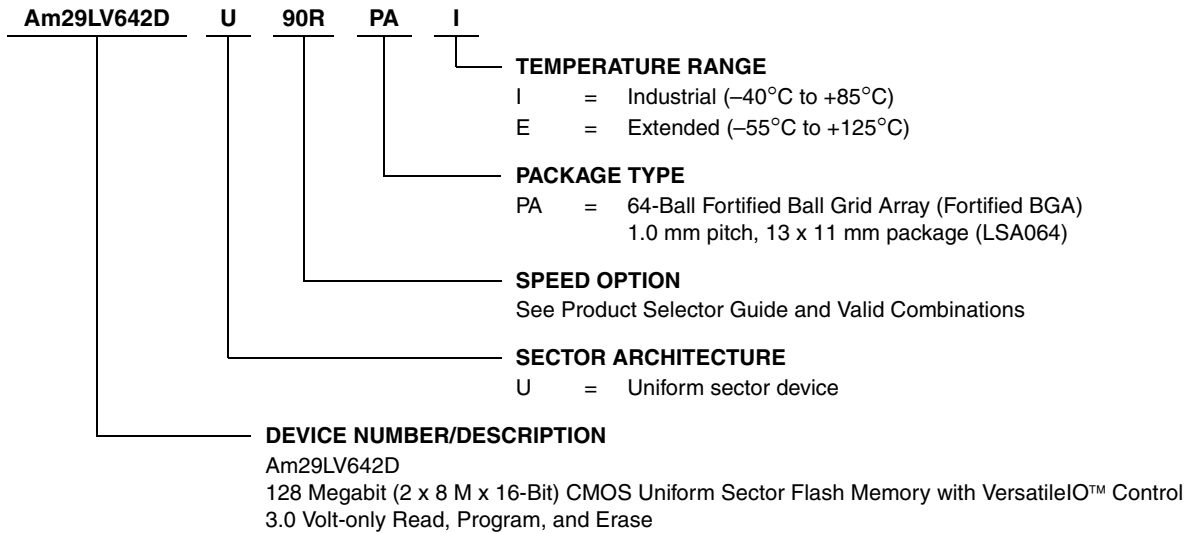 Am29LV642D U 90R PA I
TEMPERATURE RANGE
I = Industrial (–40°C to +85°C)
E = Extended (–55°C to +125°C)
PACKAGE TYPE
PA = 64-Ball Fortified Ball Grid Array (Fortified BGA)
1.0 mm pitch, 13 x 11 mm package (LSA064)
SPEED OPTION
See Product Selector Guide and Valid Combinations
SECTOR ARCHITECTURE
U = Uniform sector device
DEVICE NUMBER/DESCRIPTION
Am29LV642D
128 Megabit (2 x 8 M x 16-Bit) CMOS Uniform Sector Flash Memory with VersatileIO™ Control
3.0 Volt-only Read, Program, and Erase